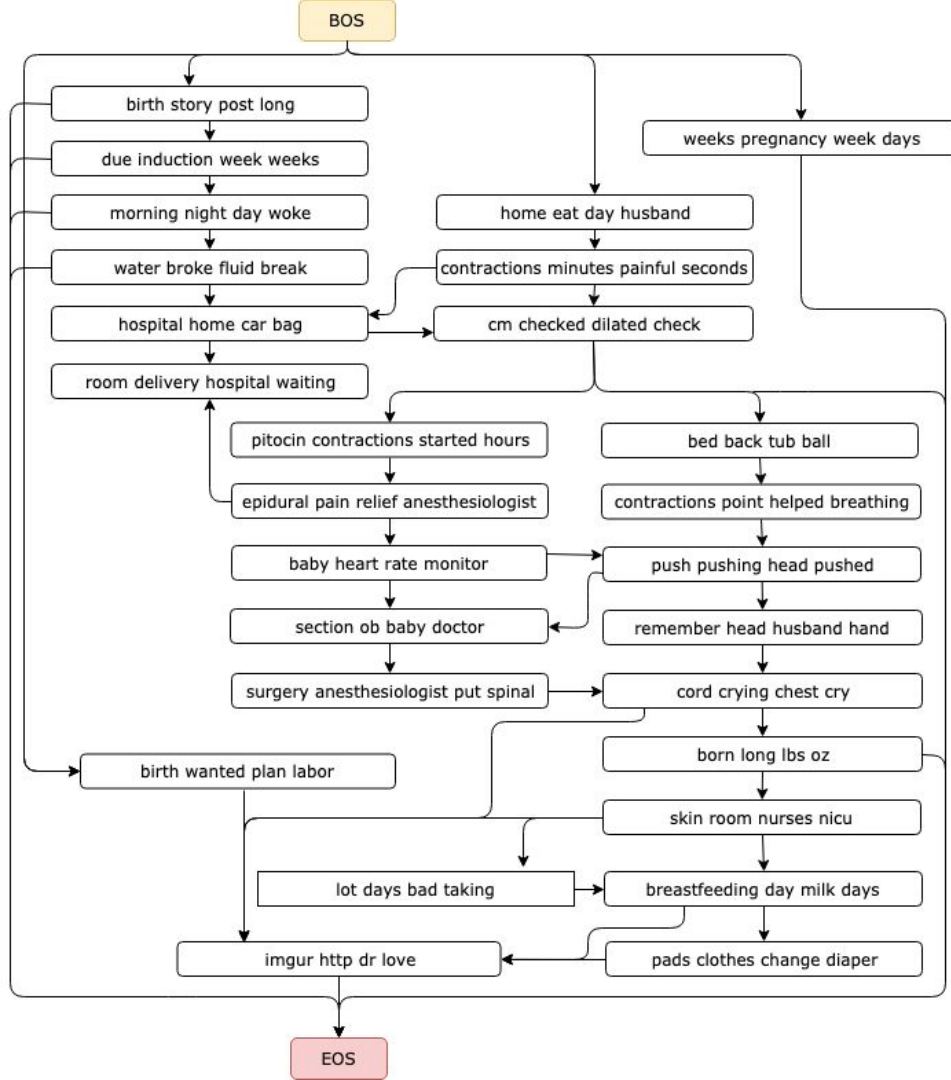 BOS
birth story post long
weeks pregnancy week days
due induction week weeks
morning night day woke
home eat day husband
water broke fluid break
contractions minutes painful seconds
hospital home car bag
cm checked dilated check
room delivery hospital waiting
pitocin contractions started hours
bed back tub ball
epidural pain relief anesthesiologist
contractions point helped breathing
baby heart rate monitor
push pushing head pushed
section ob baby doctor
remember head husband hand
surgery anesthesiologist put spinal
cord crying chest cry
born long lbs oz
birth wanted plan labor
skin room nurses nicu
lot days bad taking
breastfeeding day milk days
imgur http dr love
pads clothes change diaper
EOS